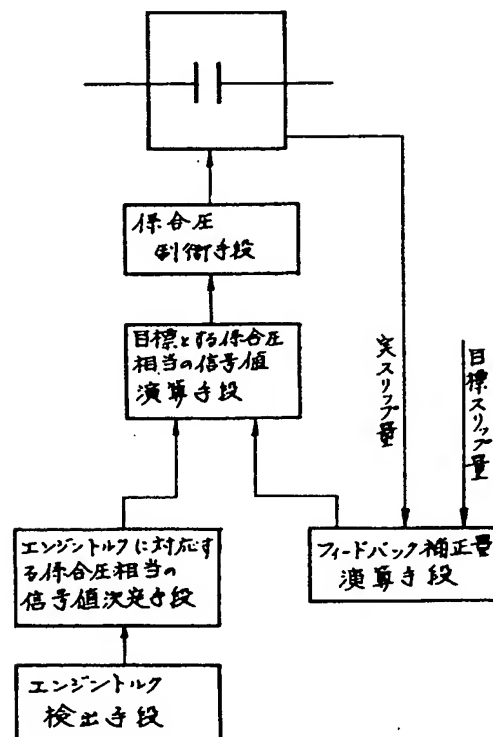 係合圧
制御手段
目標とする係合圧
相当の信号値
演算手段
実スリップ量
目標スリップ量
エンジントルクに対応す
る係合圧相当の
信号値決定手段
フィードバック補正量
演算手段
エンジントルク
検出手段